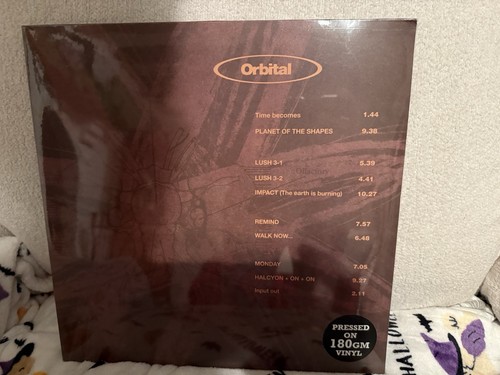 Orbital
Time becomes 1.44
PLANET OF THE SHAPES 9.38
LUSH 3-1 5.39
LUSH 3-2 4.41
IMPACT (The earth is burning) 10.27
REMIND 7.57
WALK NOW... 6.48
MONDAY 7.05
HALCYON + ON + ON 9.27
Input out 2.11
PRESSED
ON
180GM
VINYL
HALLOW